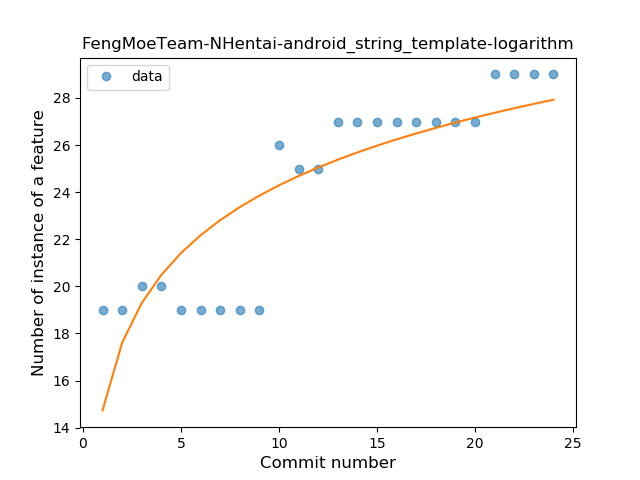 FengMoeTeam-NHentai-android_string_template-logarithm
data
Number of instance of a feature
28
26
24
22
20
18
16
14
0 5 10 15 20 25
Commit number